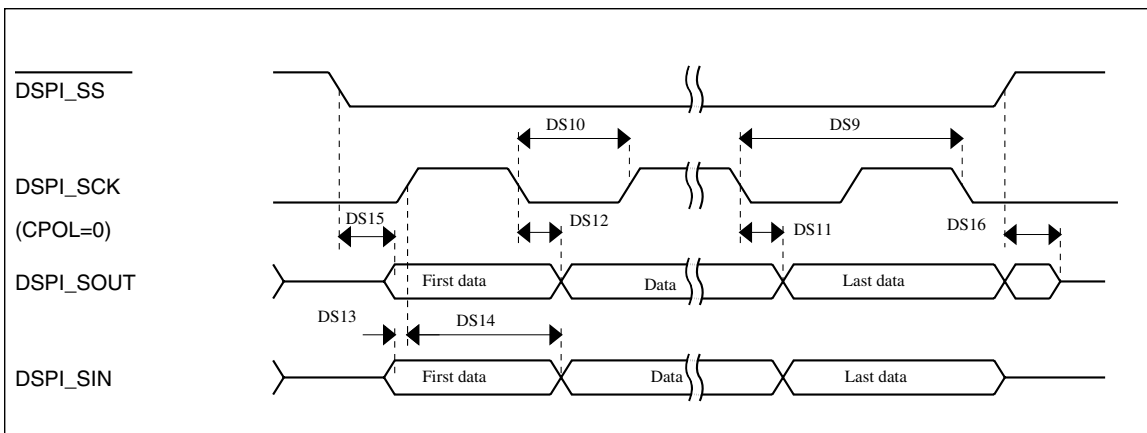 DSPI_SS
DS10
DS9
DSPI_SCK
(CPOL=0)
DS15
DS12
DS11
DS16
DSPI_SOUT
First data
Data
Last data
DS13
DS14
DSPI_SIN
First data
Data
Last data